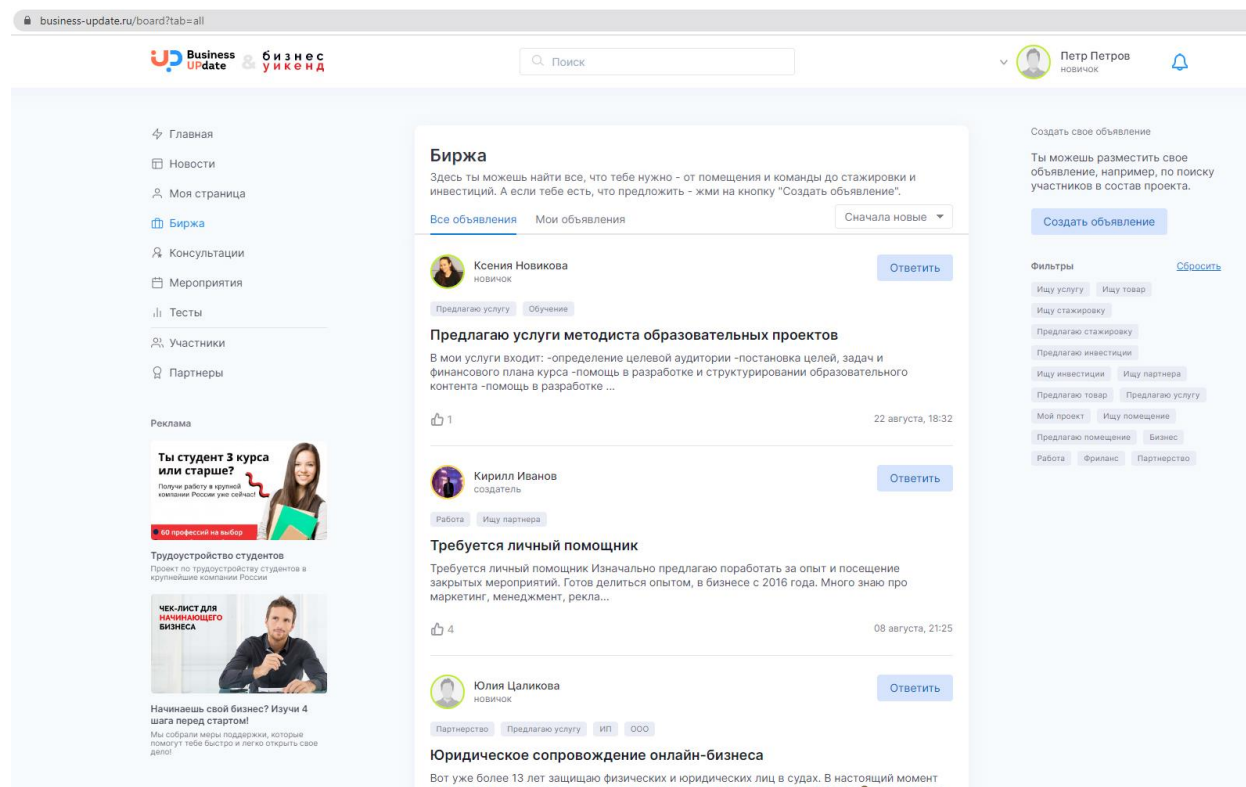 business-update.ru/board?tab=all
Business
UPdate
&
бизнес
уикенд
Поиск
Петр Петров
новичок
Главная
Новости
Моя страница
Биржа
Консультации
Мероприятия
Тесты
Участники
Партнеры
Реклама
Ты студент 3 курса
или старше?
Получи работу в крупной
компании России уже сейчас!
60 профессий на выбор
Трудоустройство студентов
Проект по трудоустройству студентов в
крупнейшие компании России
ЧЕК-ЛИСТ ДЛЯ
НАЧИНАЮЩЕГО
БИЗНЕСА
Начинаешь свой бизнес? Изучи 4
шага перед стартом!
Мы собрали меры поддержки, которые
помогут тебе быстро и легко открыть свое
дело!
Биржа
Здесь ты можешь найти все, что тебе нужно - от помещения и команды до стажировки и
инвестиций. А если тебе есть, что предложить - жми на кнопку "Создать объявление".
Все объявления Мои объявления Сначала новые
Ксения Новикова
новичок
Ответить
Предлагаю услугу Обучение
Предлагаю услуги методиста образовательных проектов
В мои услуги входит: -определение целевой аудитории -постановка целей, задач и
финансового плана курса -помощь в разработке и структурировании образовательного
контента -помощь в разработке ...
1 22 августа, 18:32
Кирилл Иванов
создатель
Ответить
Работа Ищу партнера
Требуется личный помощник
Требуется личный помощник Изначально предлагаю поработать за опыт и посещение
закрытых мероприятий. Готов делиться опытом, в бизнесе с 2016 года. Много знаю про
маркетинг, менеджмент, рекла...
4 08 августа, 21:25
Юлия Цаликова
новичок
Ответить
Партнерство Предлагаю услугу ИП ООО
Юридическое сопровождение онлайн-бизнеса
Вот уже более 13 лет защищаю физических и юридических лиц в судах. В настоящий момент
Создать свое объявление
Ты можешь разместить свое
объявление, например, по поиску
участников в состав проекта.
Создать объявление
Фильтры Сбросить
Ищу услугу Ищу товар
Ищу стажировку
Предлагаю стажировку
Предлагаю инвестиции
Ищу инвестиции Ищу партнера
Предлагаю товар Предлагаю услугу
Мой проект Ищу помещение
Предлагаю помещение Бизнес
Работа Фриланс Партнерство